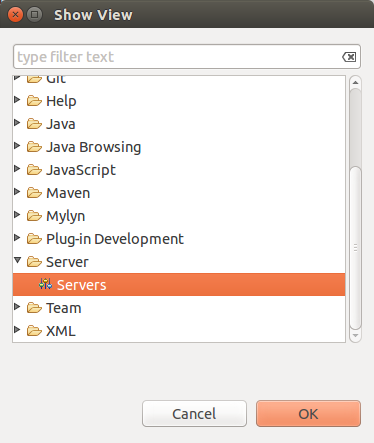 Show View
type filter text
Git
Help
Java
Java Browsing
JavaScript
Maven
Mylyn
Plug-in Development
Server
Servers
Team
XML
Cancel
OK